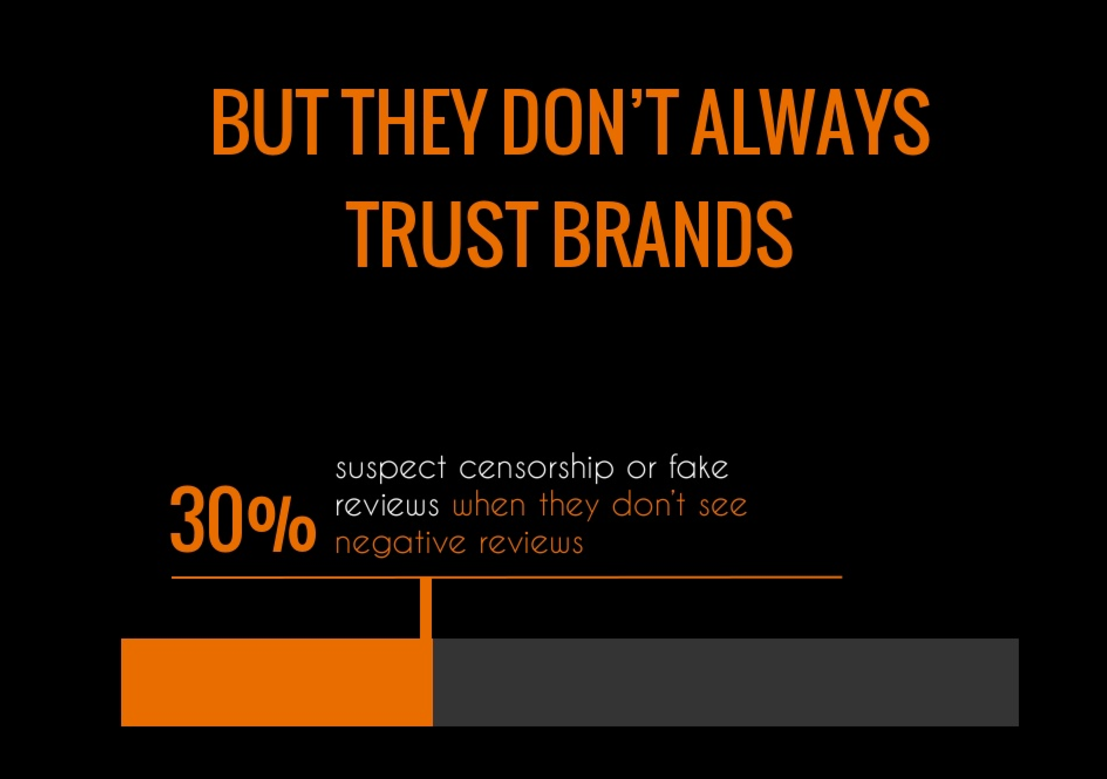 BUT THEY DON’T ALWAYS
TRUST BRANDS
30%
suspect censorship or fake
reviews when they don't see
negative reviews